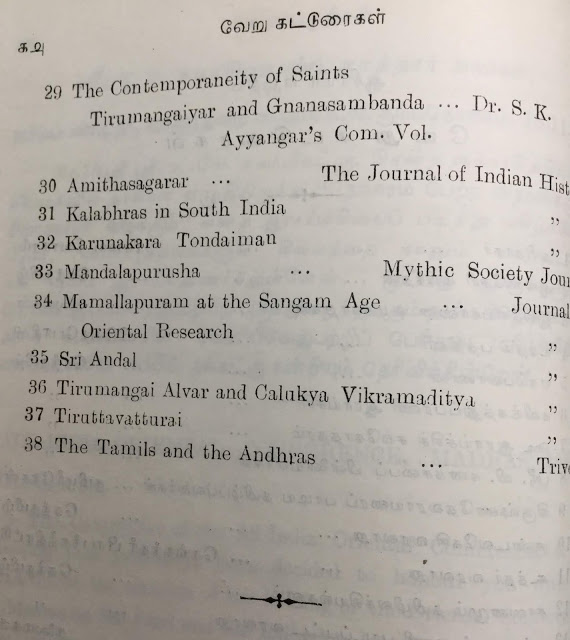 வேறு கட்டுரைகள்
கவு
29 The Contemporaneity of Saints
Tirumangaiyar and Gnanasambanda ... Dr. S. K.
Ayyangar's Com. Vol.
30 Amithasagarar ... The Journal of Indian Hist
31 Kalabhras in South India "
32 Karunakara Tondaiman "
33 Mandalapurusha ... Mythic Society Jour
34 Mamallapuram at the Sangam Age ... Journal
Oriental Research "
35 Sri Andal "
36 Tirumangai Alvar and Calukya Vikramaditya "
37 Tiruttavatturai "
38 The Tamils and the Andhras ... Triv